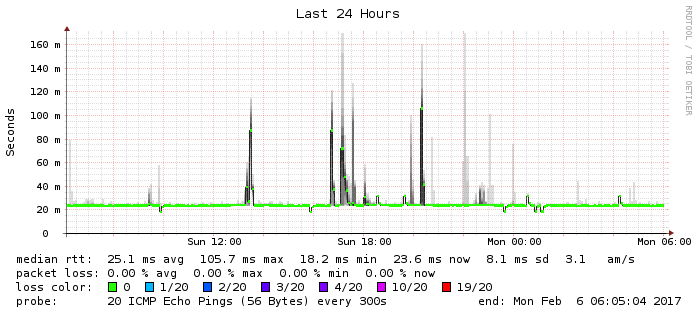 Last 24 Hours
RRDTOOL / TOBI OETIKER
Seconds
160 m
140 m
120 m
100 m
80 m
60 m
40 m
20 m
0
Sun 12:00 Sun 18:00 Mon 00:00 Mon 06:00
median rtt: 25.1 ms avg 105.7 ms max 18.2 ms min 23.6 ms now 8.1 ms sd 3.1 am/s
packet loss: 0.00 % avg 0.00 % max 0.00 % min 0.00 % now
loss color: 0 1/20 2/20 3/20 4/20 10/20 19/20
probe: 20 ICMP Echo Pings (56 Bytes) every 300s end: Mon Feb 6 06:05:04 2017